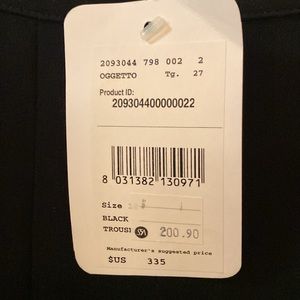 2093044 798 002 2
OGGETTO Tg. 27
Product ID:
209304400000022
8 031382 130971
Size
BLACK
TROUS
200.90
Manufacturer's suggested price
$US 335